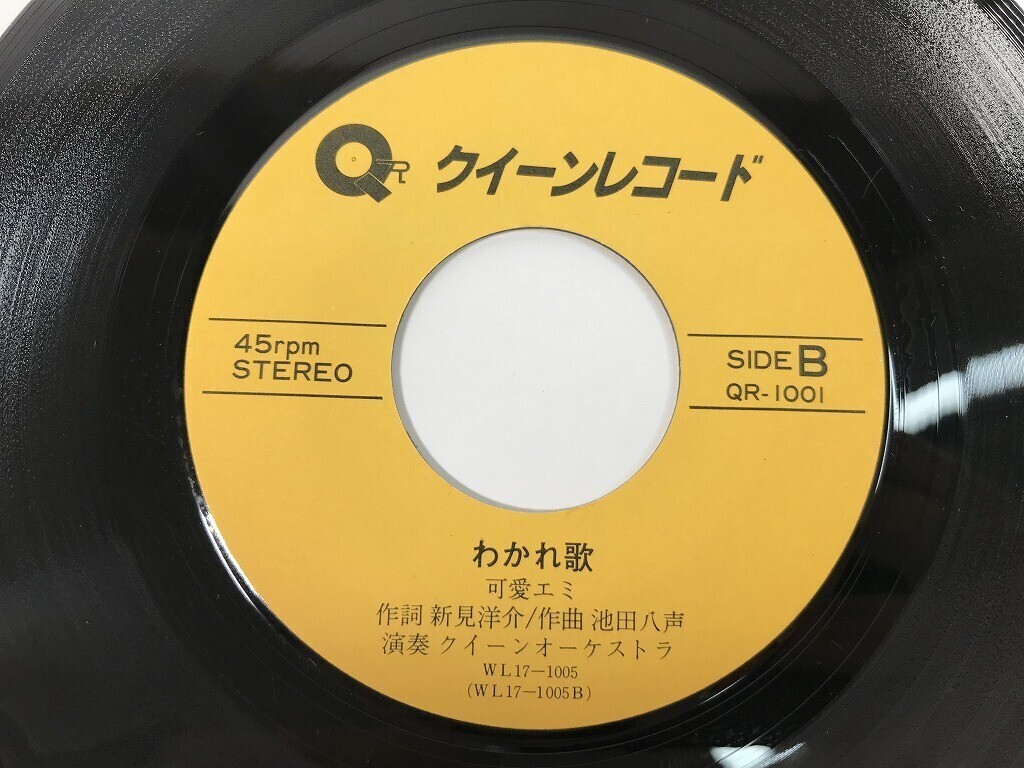 QR クイーンレコード
45rpm
STEREO
SIDE B
QR-1001
わかれ歌
可愛エミ
作詞 新見洋介/作曲 池田八声
演奏 クイーンオーケストラ
WL17-1005
(WL17-1005B)